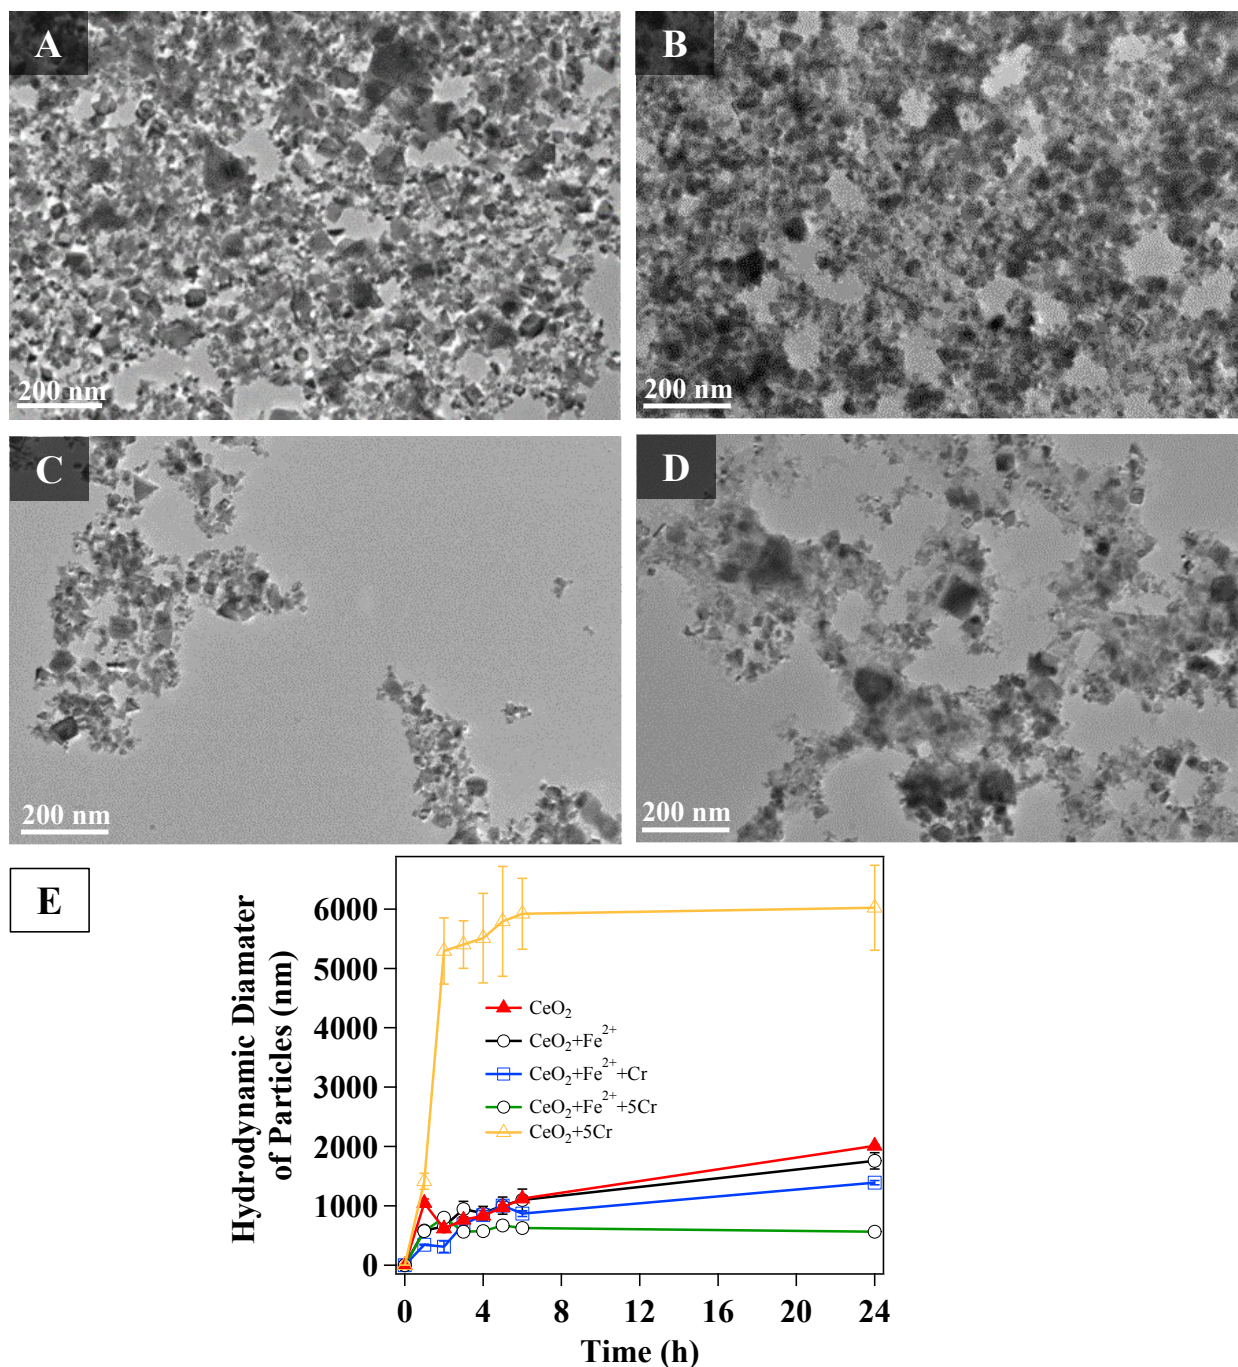 A
B
200 nm
200 nm
C
D
200 nm
200 nm
E
Hydrodynamic Diamater
of Particles (nm)
6000
5000
4000
3000
2000
1000
0
CeO₂
CeO₂+Fe²⁺
CeO₂+Fe²⁺+Cr
CeO₂+Fe²⁺+5Cr
CeO₂+5Cr
0 4 8 12 16 20 24
Time (h)